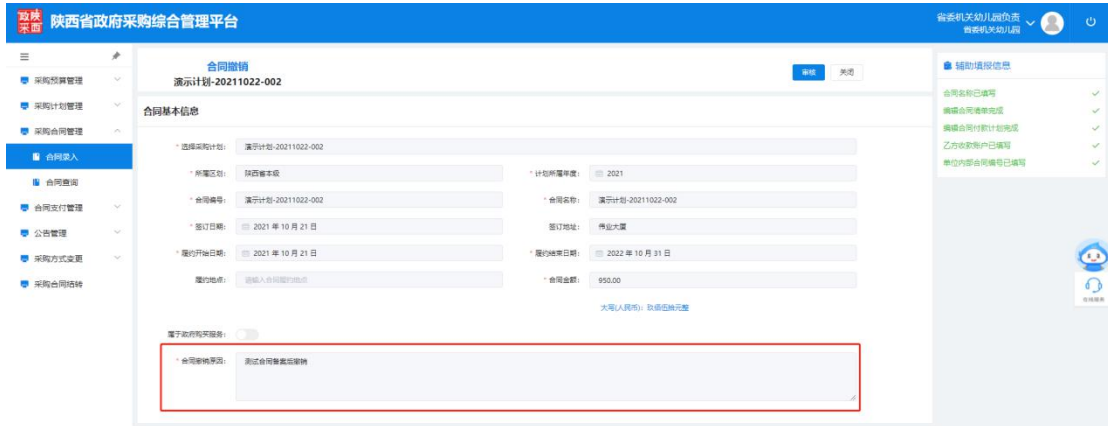 政陕
采西
陕西省政府采购综合管理平台
省委机关幼儿园负责
省委机关幼儿园
采购预算管理
采购计划管理
采购合同管理
合同录入
合同查询
合同支付管理
公告管理
采购方式变更
采购合同结转
合同撤销
演示计划-20211022-002
审核
关闭
合同基本信息
* 选择采购计划: 演示计划-20211022-002
* 所属区划: 陕西省本级
* 计划所属年度: 2021
* 合同编号: 演示计划-20211022-002
* 合同名称: 演示计划-20211022-002
* 签订日期: 2021 年 10 月 21 日
签订地址: 伟业大厦
* 履约开始日期: 2021 年 10 月 21 日
* 履约结束日期: 2022 年 10 月 31 日
履约地点: 请输入合同履约地点
* 合同金额: 950.00
大写(人民币): 玖佰伍拾元整
属于政府购买服务:
* 合同撤销原因: 测试合同备案后撤销
辅助填报信息
合同名称已填写
编辑合同清单完成
编辑合同付款计划完成
乙方收款账户已填写
单位内部合同编号已填写
在线服务